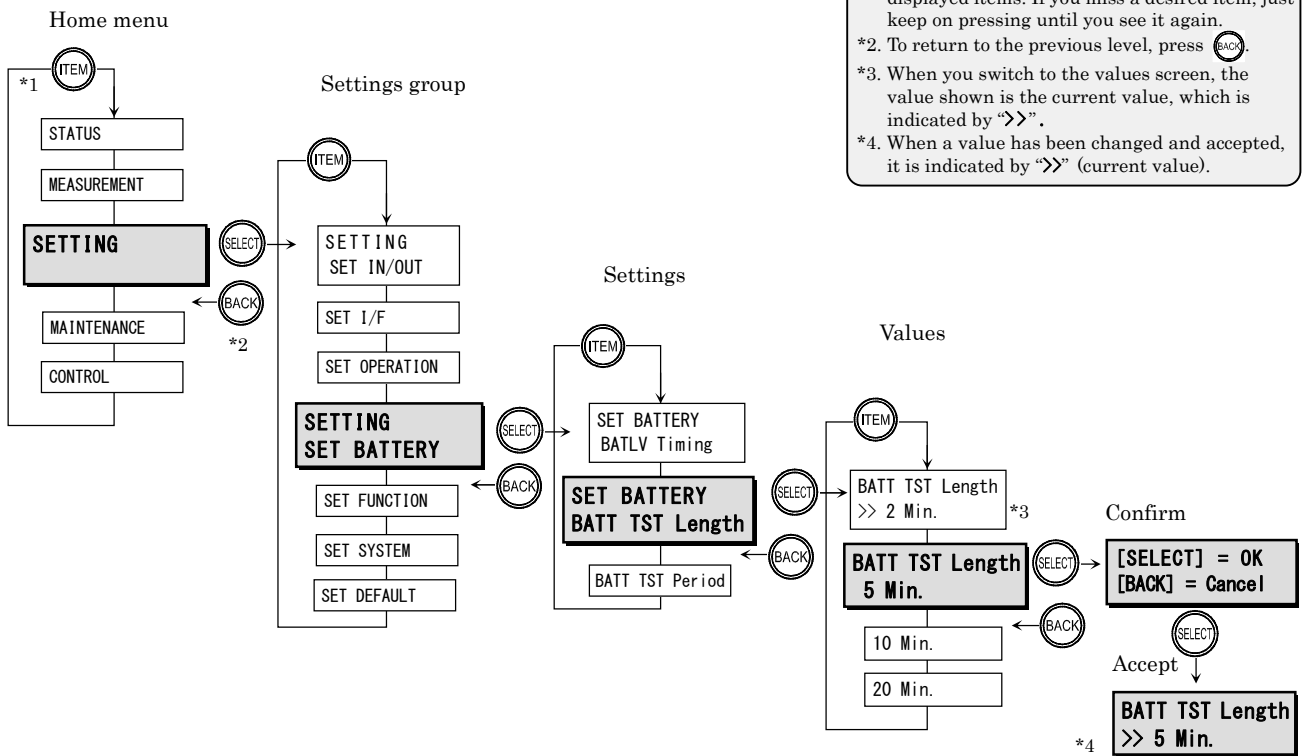 displayed items. If you miss a desired item, just
keep on pressing until you see it again.
*2. To return to the previous level, press BACK.
*3. When you switch to the values screen, the
value shown is the current value, which is
indicated by “>>”.
*4. When a value has been changed and accepted,
it is indicated by “>>” (current value).
Home menu
ITEM
*1
STATUS
MEASUREMENT
SETTING
SELECT
BACK
*2
MAINTENANCE
CONTROL
Settings group
ITEM
SETTING
SET IN/OUT
SET I/F
SET OPERATION
SETTING
SET BATTERY
SELECT
BACK
SET FUNCTION
SET SYSTEM
SET DEFAULT
Settings
ITEM
SET BATTERY
BATLV Timing
SET BATTERY
BATT TST Length
SELECT
BACK
BATT TST Period
Values
ITEM
BATT TST Length
>> 2 Min.
*3
BATT TST Length
5 Min.
SELECT
BACK
10 Min.
20 Min.
Confirm
[SELECT] = OK
[BACK] = Cancel
SELECT
Accept
BATT TST Length
>> 5 Min.
*4